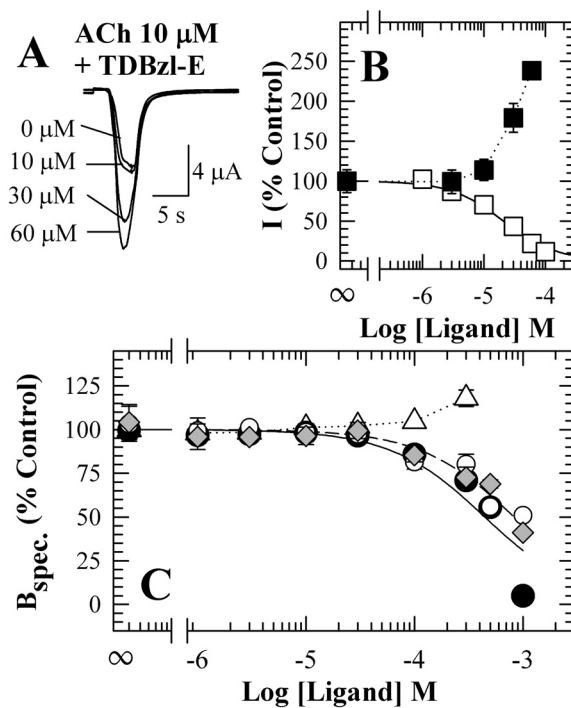 A
ACh 10 μM
+ TDBzl-E
0 μM
10 μM
30 μM
60 μM
4 μA
5 s
B
I (% Control)
250
200
150
100
50
0
∞
-6
-5
-4
Log [Ligand] M
C
B spec. (% Control)
125
100
75
50
25
0
∞
-6
-5
-4
-3
Log [Ligand] M